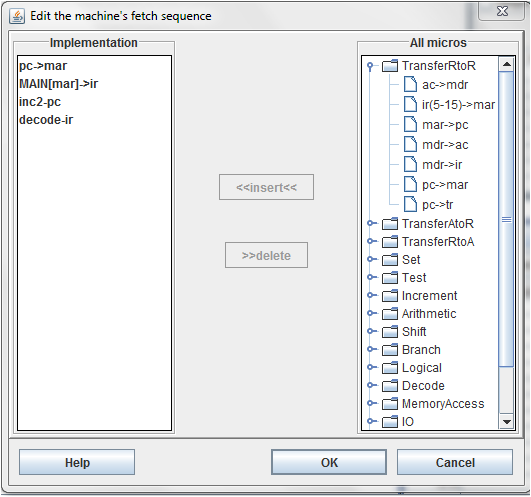 Edit the machine's fetch sequence
Implementation
pc->mar
MAIN[mar]->ir
inc2-pc
decode-ir
<<insert<<
>>delete
All micros
TransferRtoR
ac->mdr
ir(5-15)->mar
mar->pc
mdr->ac
mdr->ir
pc->mar
pc->tr
TransferAtoR
TransferRtoA
Set
Test
Increment
Arithmetic
Shift
Branch
Logical
Decode
MemoryAccess
IO
Help
OK
Cancel